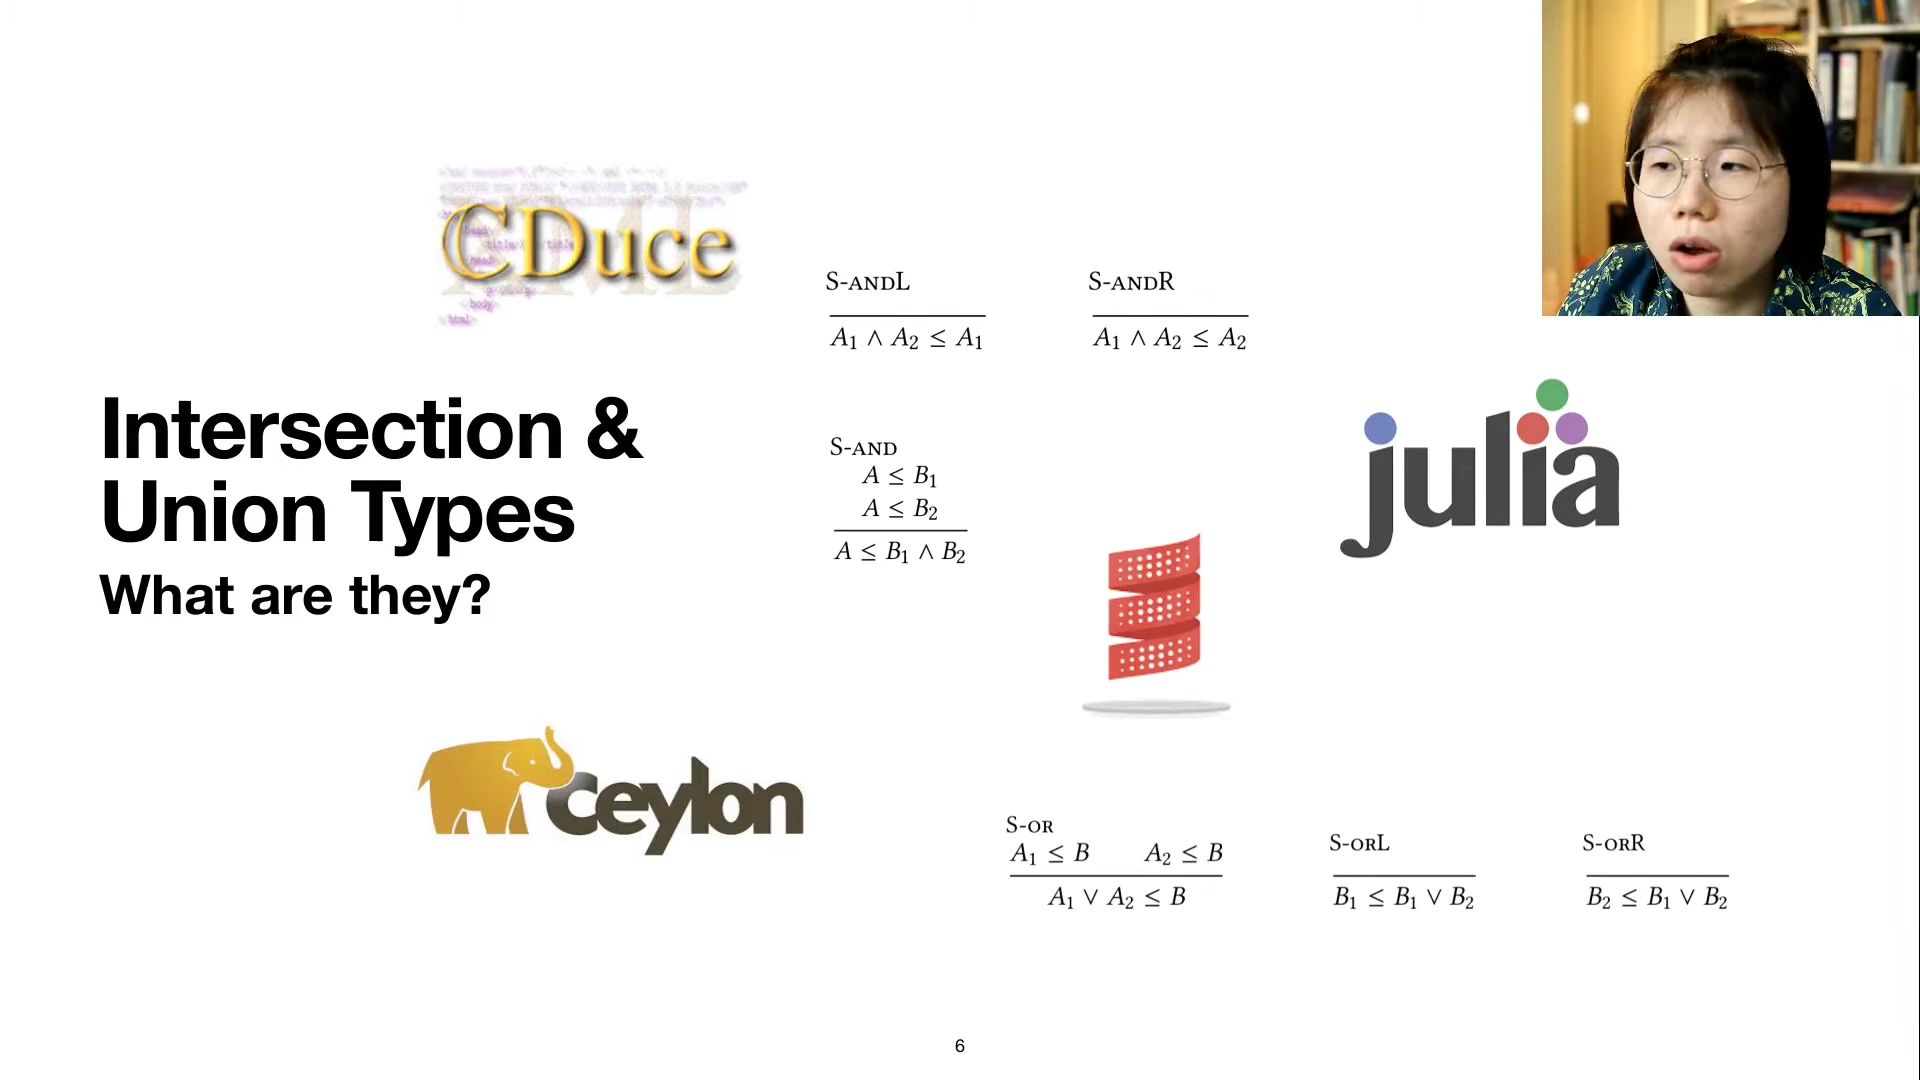 CDuce
S-ANDL
A₁ ∧ A₂ ≤ A₁
S-ANDR
A₁ ∧ A₂ ≤ A₂
Intersection &
Union Types
What are they?
S-AND
A ≤ B₁
A ≤ B₂
A ≤ B₁ ∧ B₂
julia
ceylon
S-OR
A₁ ≤ B A₂ ≤ B
A₁ ∨ A₂ ≤ B
S-ORL
B₁ ≤ B₁ ∨ B₂
S-ORR
B₂ ≤ B₁ ∨ B₂
6